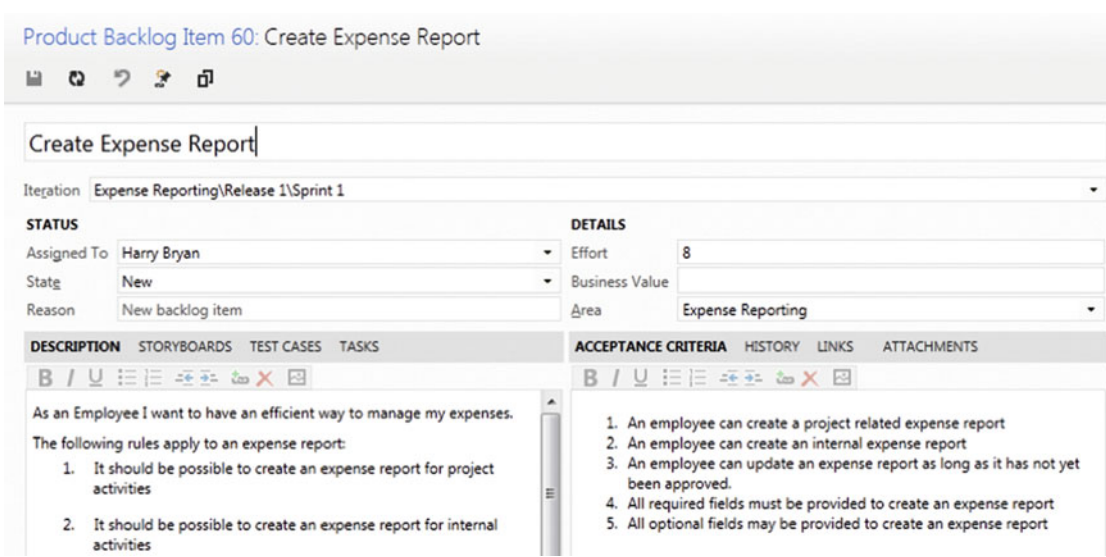 Product Backlog Item 60: Create Expense Report
Create Expense Report
Iteration Expense Reporting\Release 1\Sprint 1
STATUS
Assigned To Harry Bryan
State New
Reason New backlog item
DETAILS
Effort 8
Business Value
Area Expense Reporting
DESCRIPTION STORYBOARDS TEST CASES TASKS
B I U
As an Employee I want to have an efficient way to manage my expenses.
The following rules apply to an expense report:
1. It should be possible to create an expense report for project
activities
2. It should be possible to create an expense report for internal
activities
ACCEPTANCE CRITERIA HISTORY LINKS ATTACHMENTS
B I U
1. An employee can create a project related expense report
2. An employee can create an internal expense report
3. An employee can update an expense report as long as it has not yet
been approved.
4. All required fields must be provided to create an expense report
5. All optional fields may be provided to create an expense report